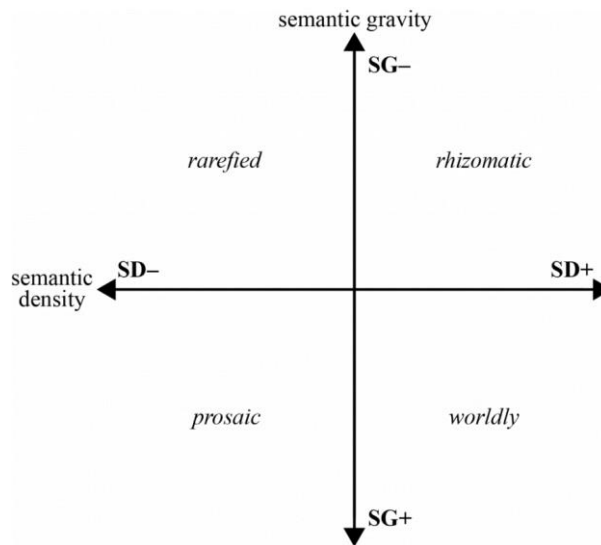 semantic gravity
SG–
rarefied
rhizomatic
SD–
SD+
semantic
density
prosaic
worldly
SG+